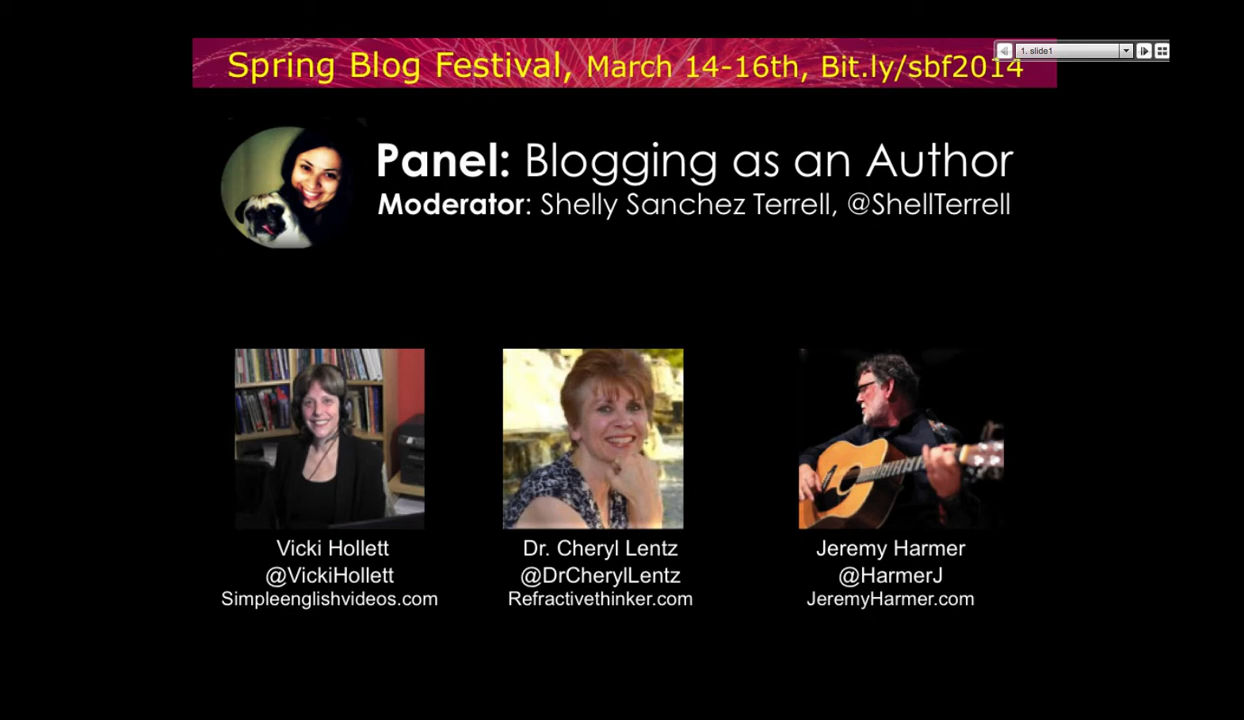 Spring Blog Festival, March 14-16th, Bit.ly/sbf2014
1. slide1
Panel: Blogging as an Author
Moderator: Shelly Sanchez Terrell, @ShellTerrell
Vicki Hollett
@VickiHollett
Simpleenglishvideos.com
Dr. Cheryl Lentz
@DrCherylLentz
Refractivethinker.com
Jeremy Harmer
@HarmerJ
JeremyHarmer.com